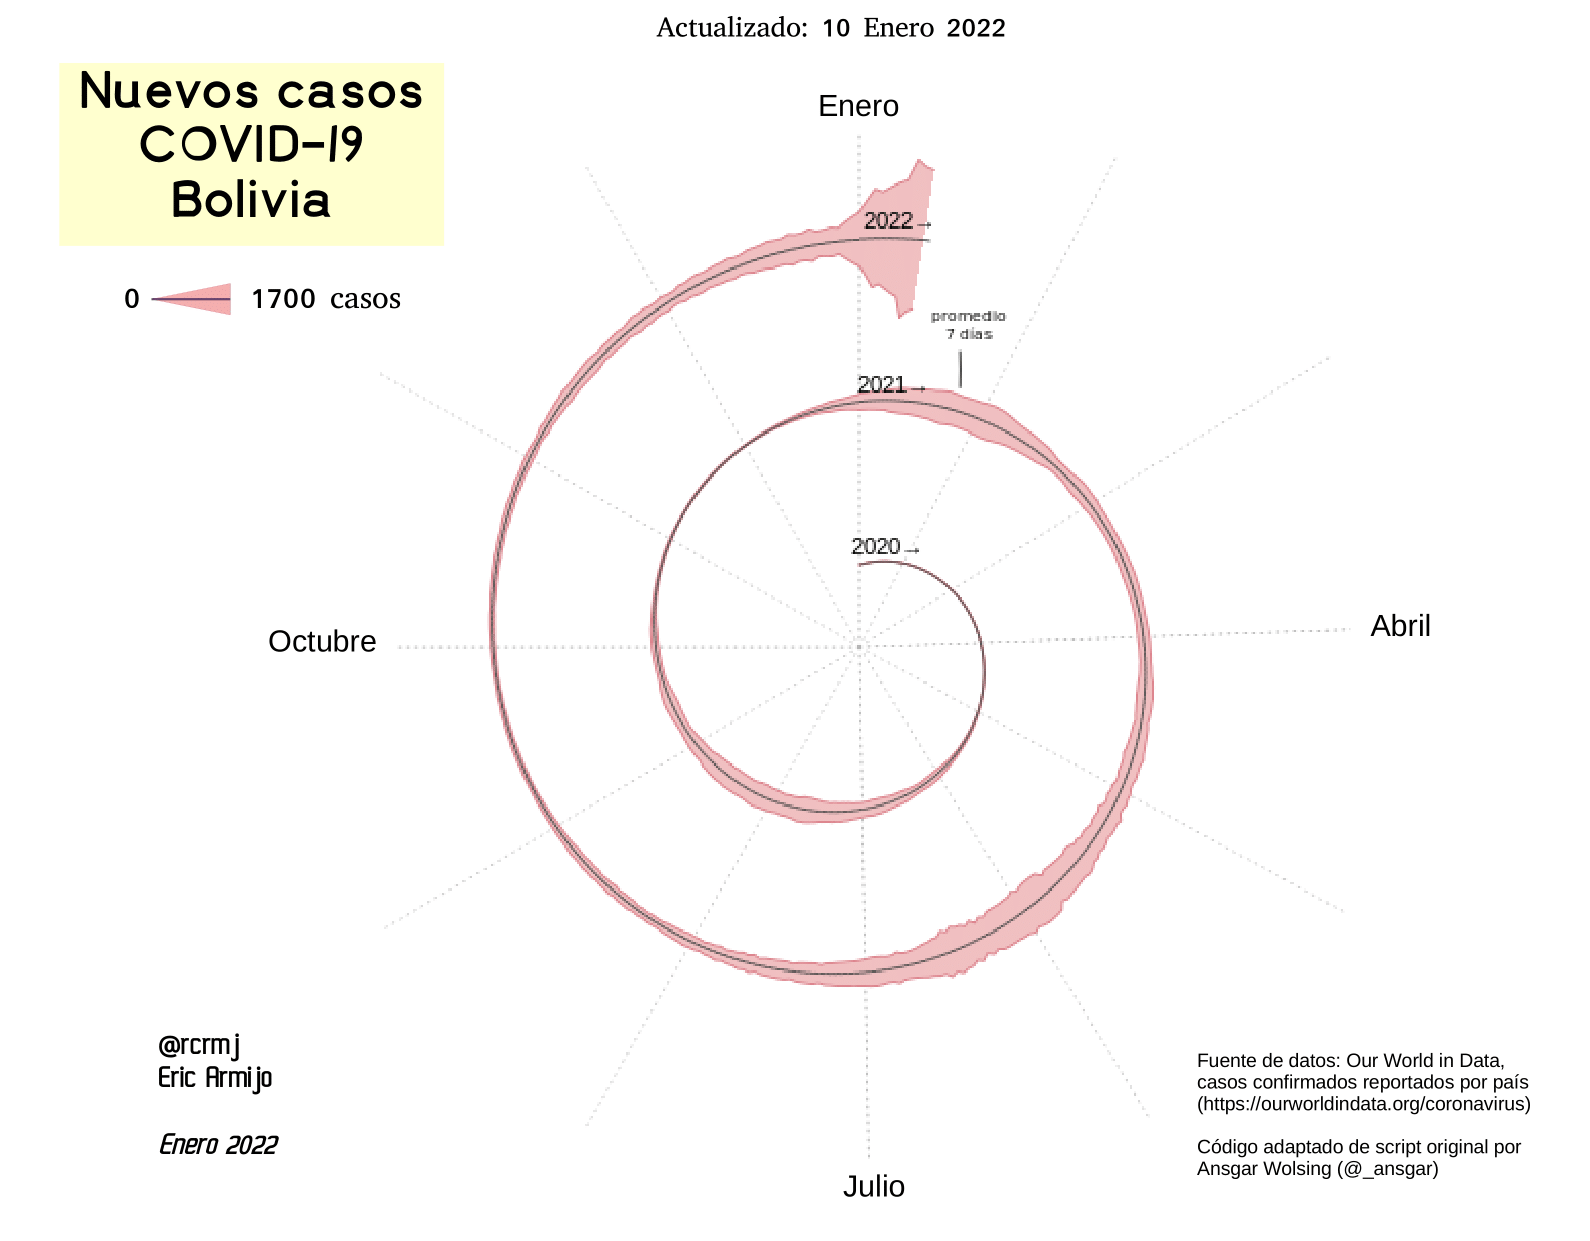 Actualizado: 10 Enero 2022
Nuevos casos
COVID-19
Bolivia
Enero
2022→
0
1700 casos
promedio
7 días
2021→
2020→
Octubre
Abril
@rcrmj
Eric Armijo
Enero 2022
Julio
Fuente de datos: Our World in Data,
casos confirmados reportados por país
(https://ourworldindata.org/coronavirus)
Código adaptado de script original por
Ansgar Wolsing (@_ansgar)